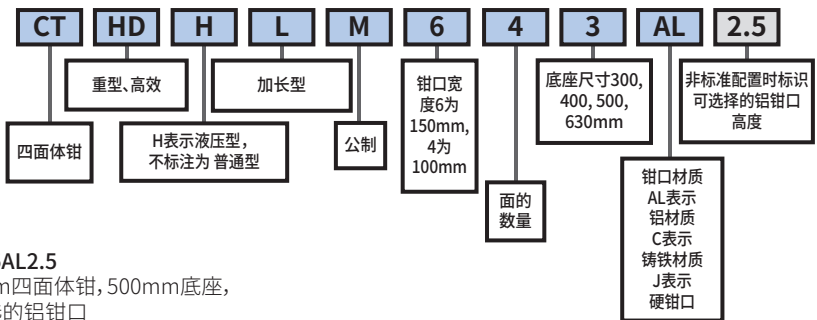 CT HD H L M 6 4 3 AL 2.5
重型、高效
加长型
钳口宽
度6为
150mm,
4为
100mm
底座尺寸300,
400, 500,
630mm
非标准配置时标识
可选择的铝钳口
高度
四面体钳
H表示液压型，
不标注为 普通型
公制
面的
数量
钳口材质
AL表示
铝材质
C表示
铸铁材质
J表示
硬钳口
AL2.5
四面体钳，500mm底座，
的铝钳口